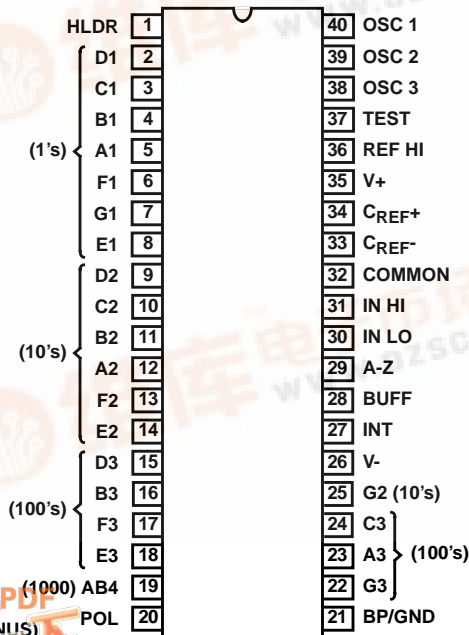 HLDR 1 40 OSC 1
D1 2 39 OSC 2
C1 3 38 OSC 3
B1 4 37 TEST
(1's) A1 5 36 REF HI
F1 6 35 V+
G1 7 34 CREF+
E1 8 33 CREF-
D2 9 32 COMMON
C2 10 31 IN HI
B2 11 30 IN LO
(10's) A2 12 29 A-Z
F2 13 28 BUFF
E2 14 27 INT
D3 15 26 V-
B3 16 25 G2 (10's)
(100's) F3 17 24 C3
E3 18 23 A3 (100's)
(1000) AB4 19 22 G3
PDF
NUS) POL 20 21 BP/GND